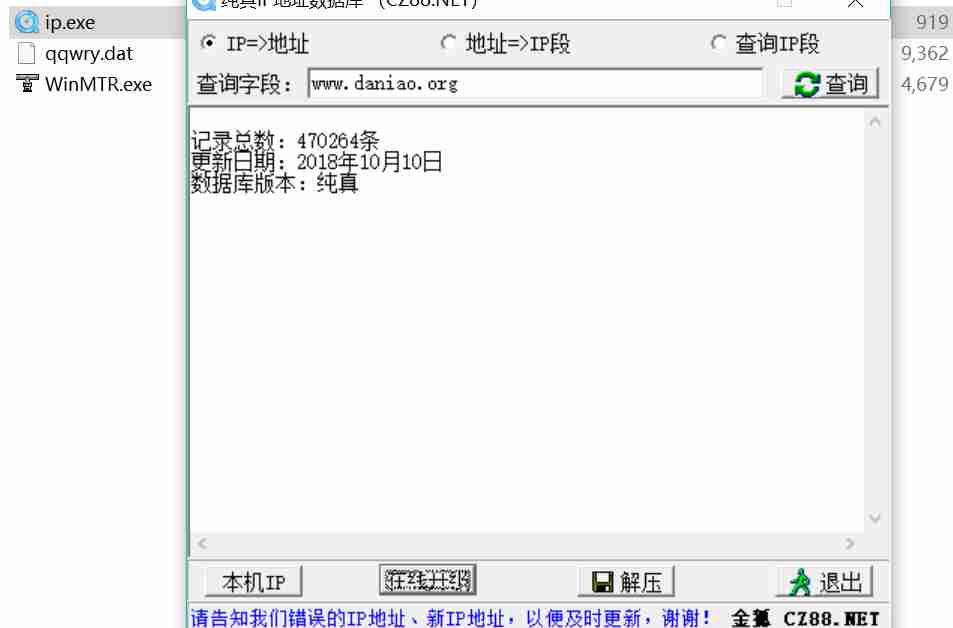 ip.exe
919
qqwry.dat
9,362
WinMTR.exe
4,679
纯真IP地址数据库 (CZ88.NET)
IP=>地址
地址=>IP段
查询IP段
查询字段：
www.daniao.org
查询
记录总数：470264条
更新日期：2018年10月10日
数据库版本：纯真
本机IP
在线升级
解压
退出
请告知我们错误的IP地址、新IP地址，以便及时更新，谢谢！
金狐 CZ88.NET